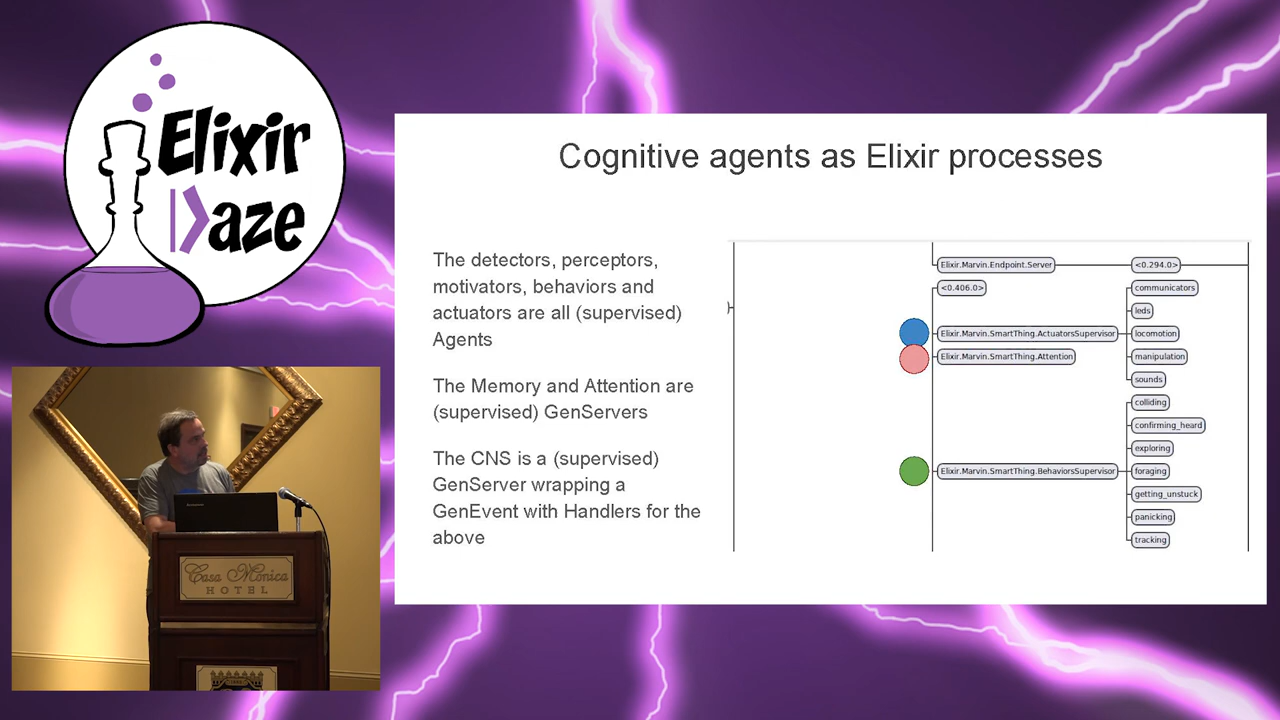 Elixir
|>aze
Cognitive agents as Elixir processes
The detectors, perceptors,
motivators, behaviors and
actuators are all (supervised)
Agents
The Memory and Attention are
(supervised) GenServers
The CNS is a (supervised)
GenServer wrapping a
GenEvent with Handlers for the
above
Elixir.Marvin.Endpoint.Server
<0.294.0>
<0.406.0>
communicators
leds
Elixir.Marvin.SmartThing.ActuatorsSupervisor
locomotion
Elixir.Marvin.SmartThing.Attention
manipulation
sounds
colliding
confirming_heard
exploring
Elixir.Marvin.SmartThing.BehaviorsSupervisor
foraging
getting_unstuck
panicking
tracking
Casa Monica
HOTEL